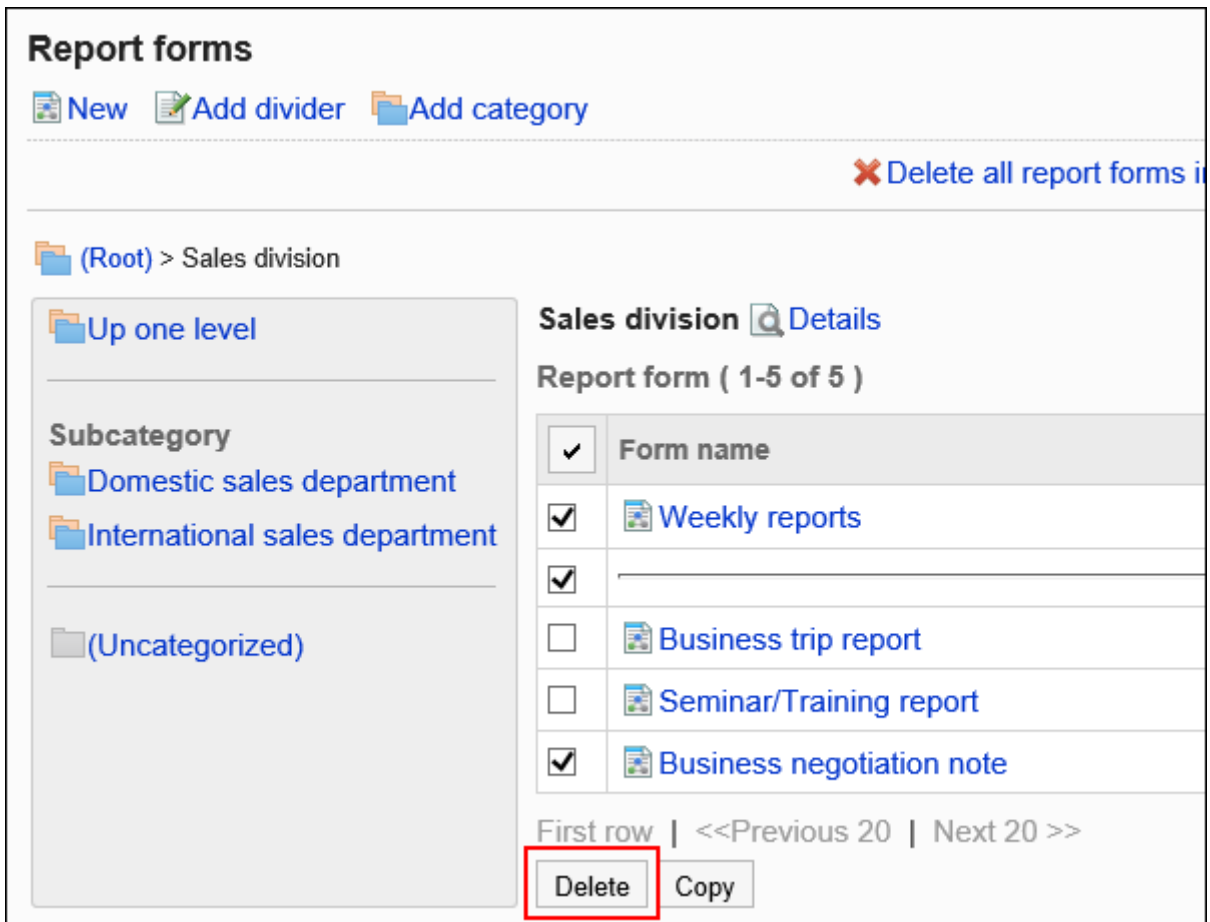 Report forms
New Add divider Add category
Delete all report forms i
(Root) > Sales division
Up one level
Subcategory
Domestic sales department
International sales department
(Uncategorized)
Sales division Details
Report form ( 1-5 of 5 )
Form name
Weekly reports
Business trip report
Seminar/Training report
Business negotiation note
First row | <<Previous 20 | Next 20 >>
Delete Copy